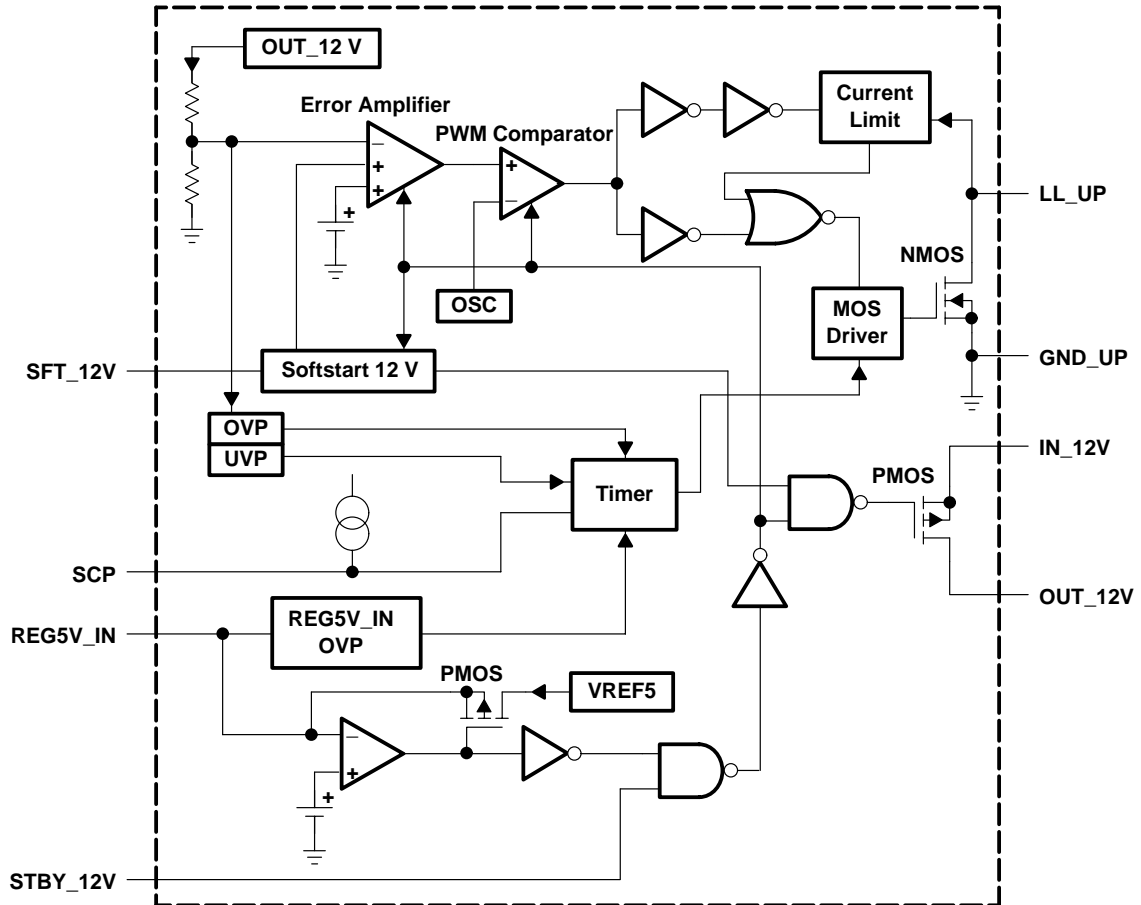 OUT_12 V
Error Amplifier
PWM Comparator
Current
Limit
−
+
+
+
+
−
LL_UP
NMOS
OSC
MOS
Driver
SFT_12V
Softstart 12 V
GND_UP
OVP
UVP
Timer
IN_12V
PMOS
SCP
OUT_12V
REG5V_IN
REG5V_IN
OVP
PMOS
VREF5
−
+
+
STBY_12V